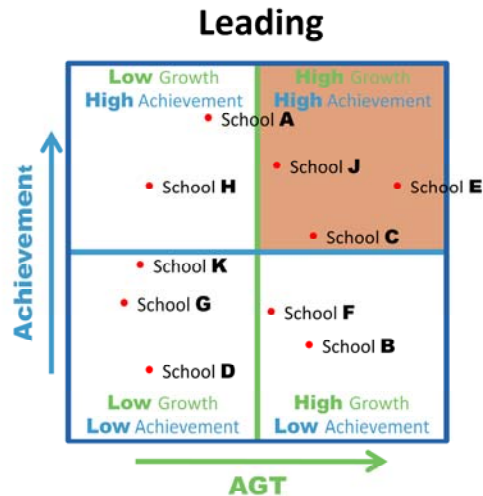 Leading
Low Growth
High Achievement
High Growth
High Achievement
School A
School J
School H
School E
School C
Achievement
School K
School G
School F
School B
School D
Low Growth
Low Achievement
High Growth
Low Achievement
AGT